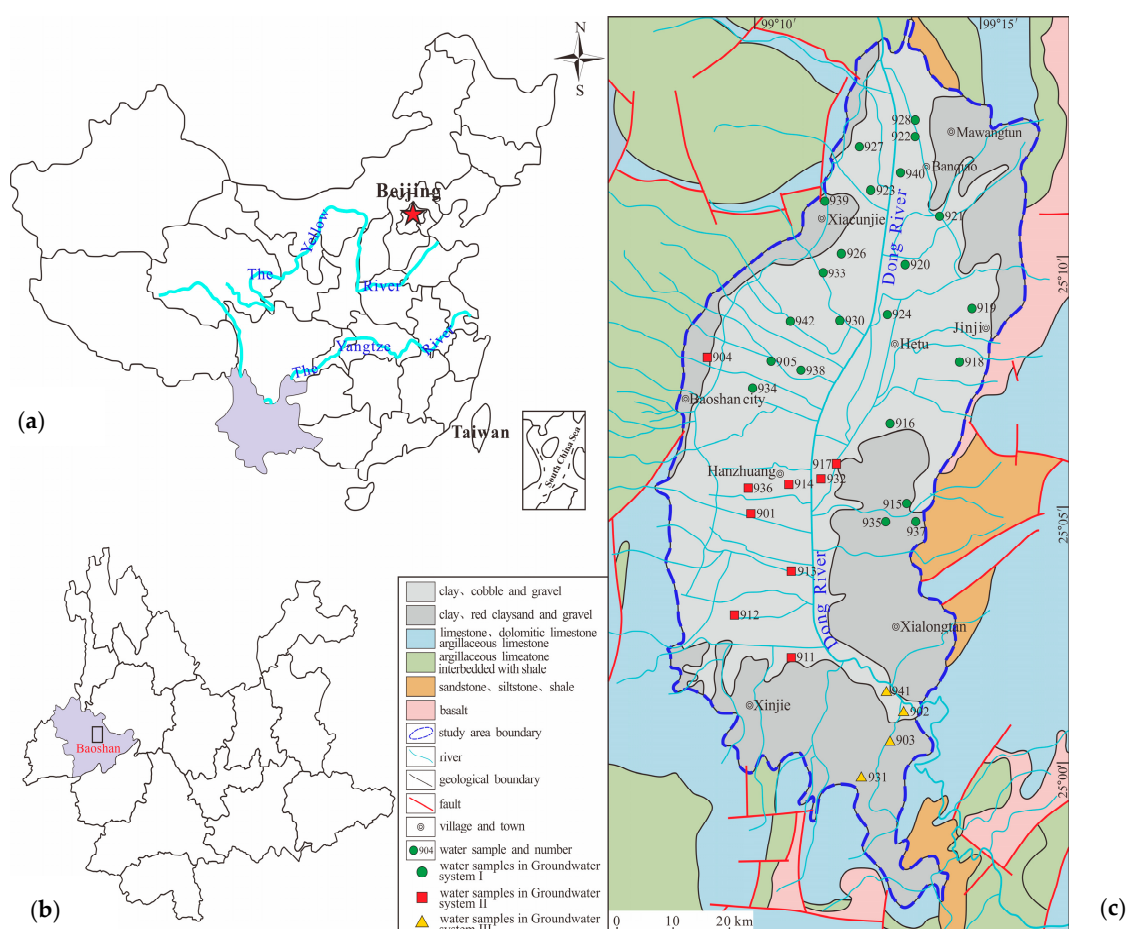 N
S
Beijing
The
Yellow
River
The
Yangtze
River
Taiwan
South China Sea
(a)
Baoshan
(b)
clay、cobble and gravel
clay、red claysand and gravel
limestone、dolomitic limestone
argillaceous limestone
argillaceous limeatone
interbedded with shale
sandstone、siltstone、shale
basalt
study area boundary
river
geological boundary
fault
village and town
904
water sample and number
water samples in Groundwater
system I
water samples in Groundwater
system II
water samples in Groundwater
system III
99°10′
99°15′
928
922
Mawangtun
927
940
Banqiao
923
939
Xiacunjie
921
Dong River
926
933
920
25°10′
942
930
924
919
Jinji
Hetu
904
905
938
918
934
Baoshan city
916
917
Hanzhuang
932
936
914
901
915
935
937
25°05′
913
Dong River
912
Xialongtan
911
941
Xinjie
902
903
931
25°00′
0
10
20 km
(c)